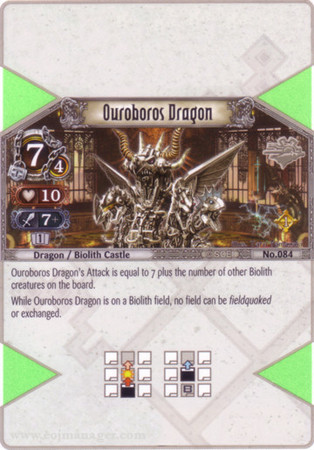 Ouroboros Dragon
7
4
10
7
Dragon / Biolith Castle
No.084
Ouroboros Dragon's Attack is equal to 7 plus the number of other Biolith
creatures on the board.
While Ouroboros Dragon is on a Biolith field, no field can be fieldquaked
or exchanged.
www.eojmanager.com